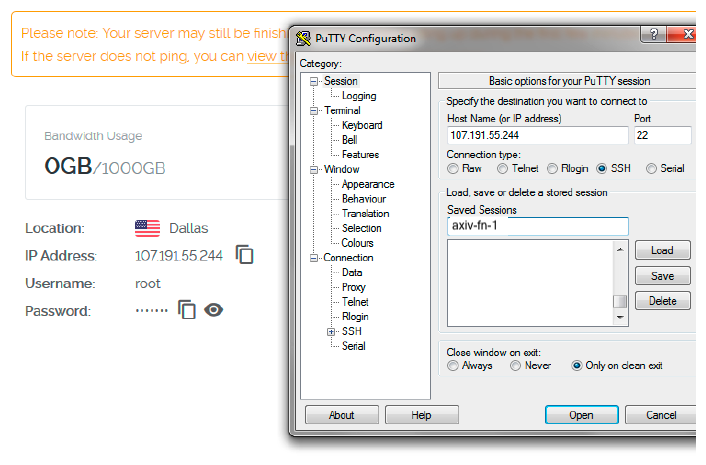 Please note: Your server may still be finish
If the server does not ping, you can view th
Bandwidth Usage
0GB/1000GB
Location: Dallas
IP Address: 107.191.55.244
Username: root
Password: ·······
PuTTY Configuration
Category:
Session
Logging
Terminal
Keyboard
Bell
Features
Window
Appearance
Behaviour
Translation
Selection
Colours
Connection
Data
Proxy
Telnet
Rlogin
SSH
Serial
Basic options for your PuTTY session
Specify the destination you want to connect to
Host Name (or IP address) Port
107.191.55.244 22
Connection type:
Raw Telnet Rlogin SSH Serial
Load, save or delete a stored session
Saved Sessions
axiv-fn-1
Load
Save
Delete
Close window on exit:
Always Never Only on clean exit
About Help Open Cancel